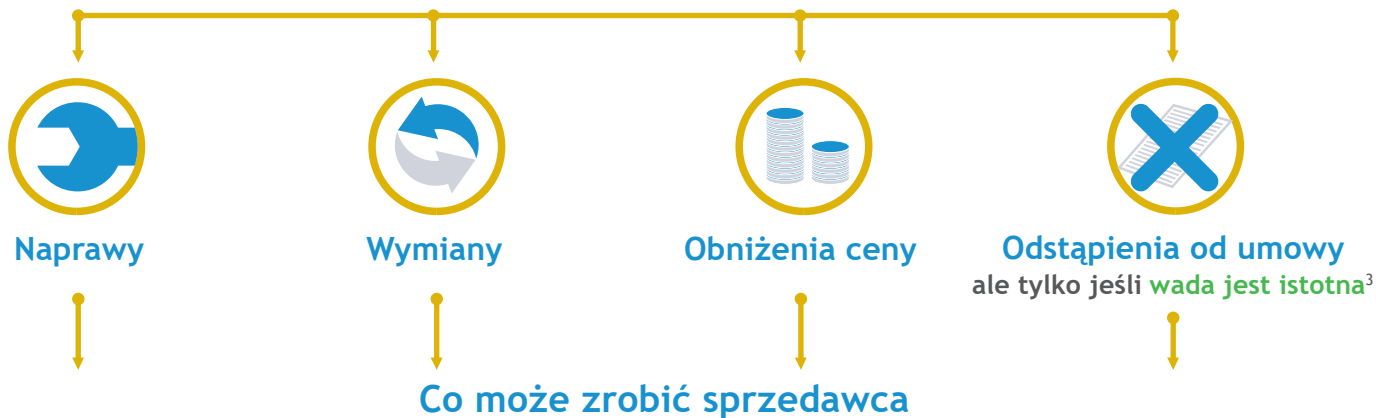 Naprawy
Wymiany
Obniżenia ceny
Odstąpienia od umowy
ale tylko jeśli wada jest istotna³
Co może zrobić sprzedawca